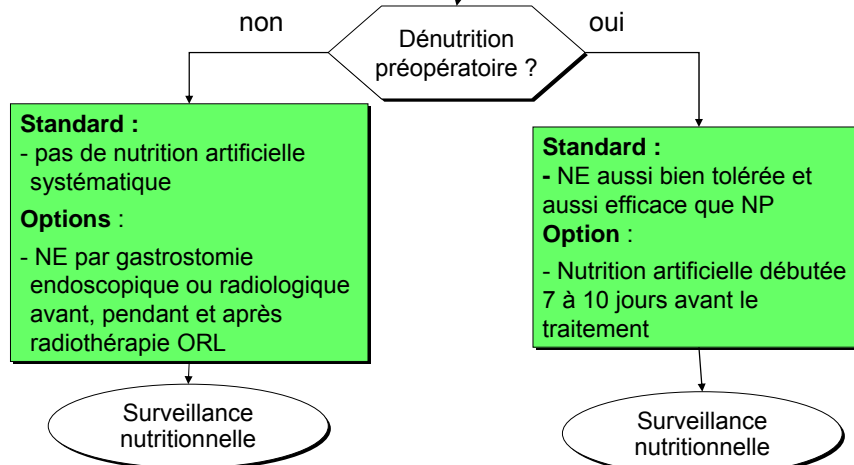 non
Dénutrition
préopératoire ?
oui
Standard :
- pas de nutrition artificielle
systématique
Options :
- NE par gastrostomie
endoscopique ou radiologique
avant, pendant et après
radiothérapie ORL
Surveillance
nutritionnelle
Standard :
- NE aussi bien tolérée et
aussi efficace que NP
Option :
- Nutrition artificielle débutée
7 à 10 jours avant le
traitement
Surveillance
nutritionnelle